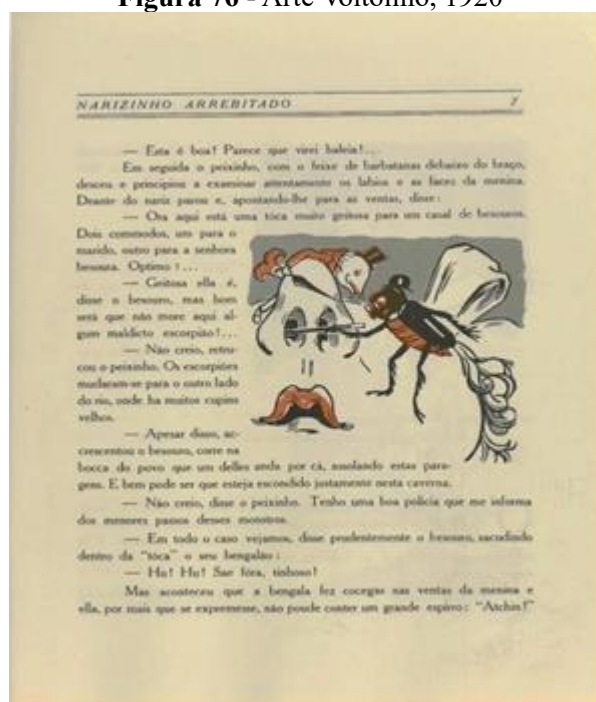 Figura 76 - Arte Voltolino, 1920
NARIZINHO ARREBITADO 7
— Esta é boa! Parece que virei baleia!...
Em seguida o peixinho, com o feixe de barbatanas debaixo do braço,
desceu e principiou a examinar attentamente os labios e as faces da menina.
Deante do nariz parou e, apontando-lhe para as ventas, disse:
— Ora aqui está uma tóca muito geitosa para um casal de besouros.
Dois commodos, um para o
marido, outro para a senhora
besoura. Optimo!...
— Geitosa ella é,
disse o besouro, mas bom
será que não more aqui al-
gum maldicto escorpião!...
— Não creio, retru-
cou o peixinho. Os escorpiões
mudaram-se para o outro lado
do rio, onde ha muitos cupins
velhos.
— Apesar disso, ac-
crescentou o besouro, corre na
bocca do povo que um delles anda por cá, assolando estas para-
gens. E bem pode ser que esteja escondido justamente nesta caverna.
— Não creio, disse o peixinho. Tenho uma boa policia que me informa
dos menores passos desses monstros.
— Em todo o caso vejamos, disse prudentemente o besouro, sacudindo
dentro da "tóca" o seu bengalão:
— Hu! Hu! Sae fóra, tinhoso!
Mas aconteceu que a bengala fez cocegas nas ventas da menina e
ella, por mais que se expremesse, não poude conter um grande espirro: "Atchin!"